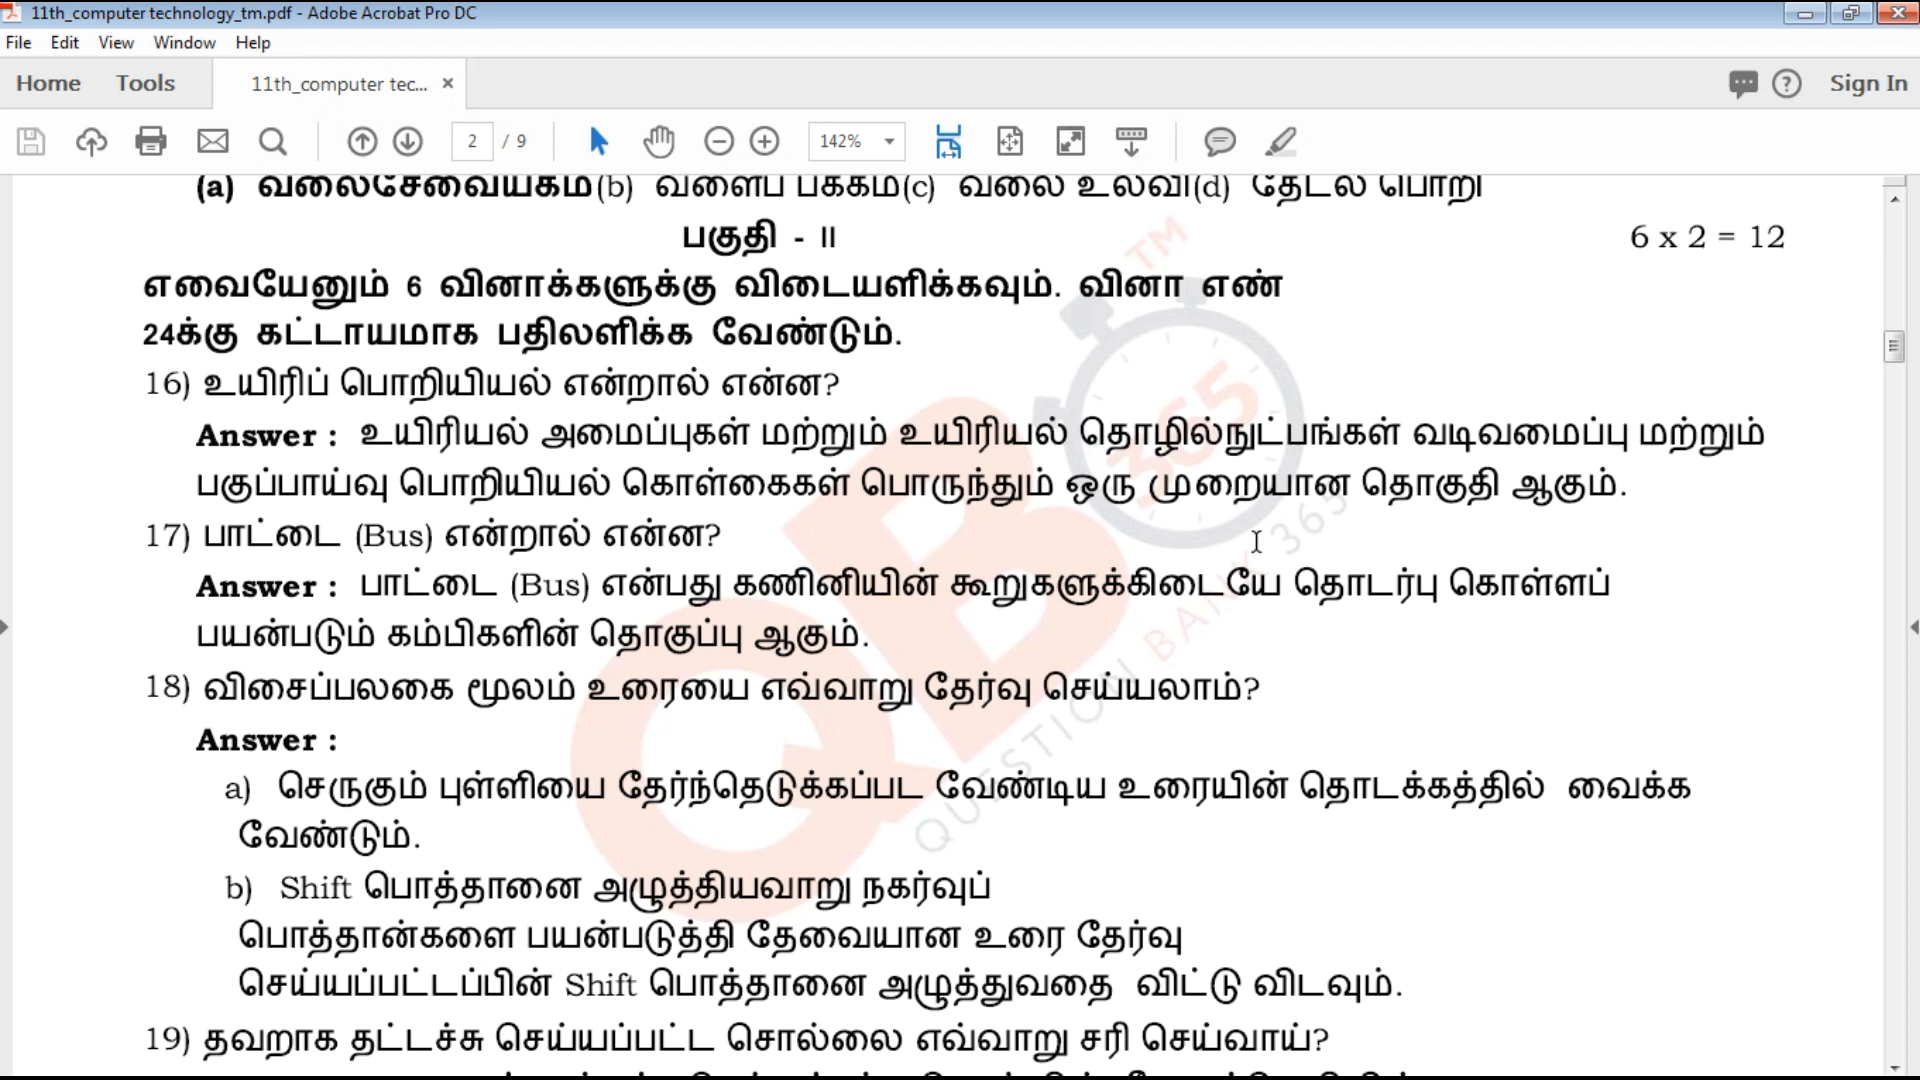 11th_computer technology_tm.pdf - Adobe Acrobat Pro DC
File Edit View Window Help
Home Tools 11th_computer tec... × Sign In
2 / 9 142%
(a) வலைசேவையகம்(b) வளைப் பக்கம்(c) வலை உலவி(d) தேடல் பொறி
பகுதி - II 6 x 2 = 12
எவையேனும் 6 வினாக்களுக்கு விடையளிக்கவும். வினா எண்
24க்கு கட்டாயமாக பதிலளிக்க வேண்டும்.
16) உயிரிப் பொறியியல் என்றால் என்ன?
Answer : உயிரியல் அமைப்புகள் மற்றும் உயிரியல் தொழில்நுட்பங்கள் வடிவமைப்பு மற்றும்
பகுப்பாய்வு பொறியியல் கொள்கைகள் பொருந்தும் ஒரு முறையான தொகுதி ஆகும்.
17) பாட்டை (Bus) என்றால் என்ன?
Answer : பாட்டை (Bus) என்பது கணினியின் கூறுகளுக்கிடையே தொடர்பு கொள்ளப்
பயன்படும் கம்பிகளின் தொகுப்பு ஆகும்.
18) விசைப்பலகை மூலம் உரையை எவ்வாறு தேர்வு செய்யலாம்?
Answer :
a) செருகும் புள்ளியை தேர்ந்தெடுக்கப்பட வேண்டிய உரையின் தொடக்கத்தில் வைக்க
வேண்டும்.
b) Shift பொத்தானை அழுத்தியவாறு நகர்வுப்
பொத்தான்களை பயன்படுத்தி தேவையான உரை தேர்வு
செய்யப்பட்டப்பின் Shift பொத்தானை அழுத்துவதை விட்டு விடவும்.
19) தவறாக தட்டச்சு செய்யப்பட்ட சொல்லை எவ்வாறு சரி செய்வாய்?
QB 365 TM
QUESTION BANK 365